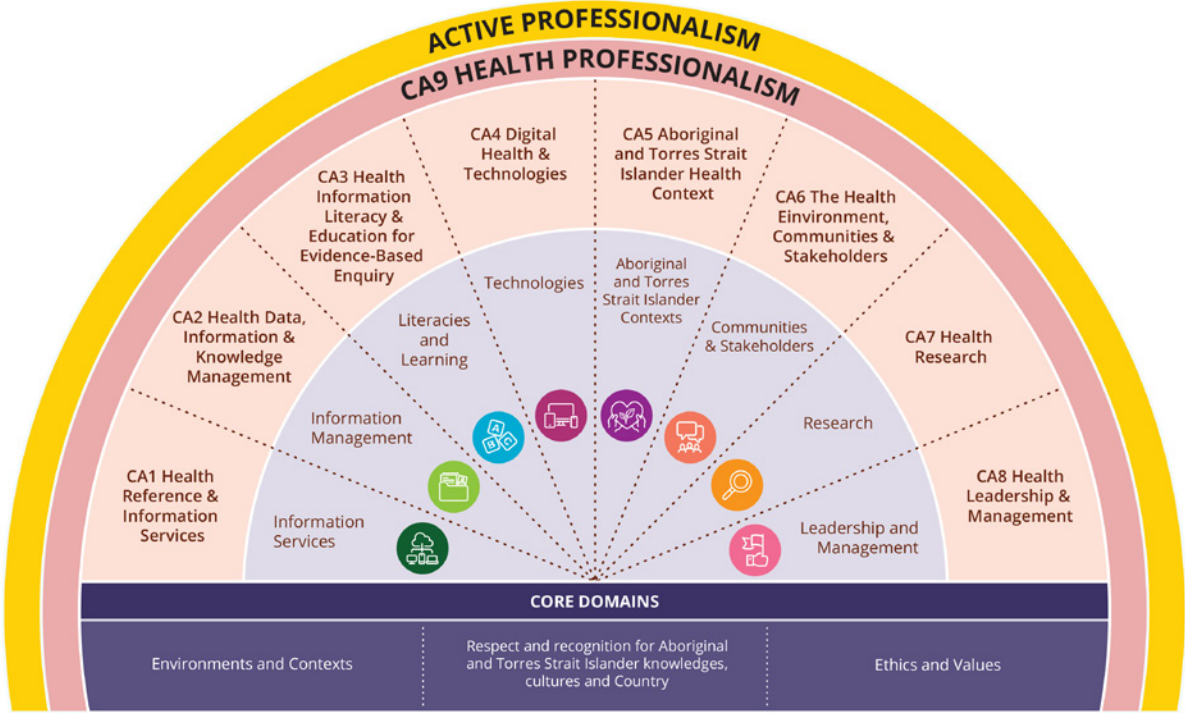 ACTIVE PROFESSIONALISM
CA9 HEALTH PROFESSIONALISM
CA1 Health
Reference &
Information
Services
CA2 Health Data,
Information &
Knowledge
Management
CA3 Health
Information
Literacy &
Education for
Evidence-Based
Enquiry
CA4 Digital
Health &
Technologies
CA5 Aboriginal
and Torres Strait
Islander Health
Context
CA6 The Health
Einvironment,
Communities &
Stakeholders
CA7 Health
Research
CA8 Health
Leadership &
Management
Information
Services
Information
Management
Literacies
and
Learning
Technologies
Aboriginal
and Torres
Strait Islander
Contexts
Communities
& Stakeholders
Research
Leadership and
Management
A
B
C
CORE DOMAINS
Environments and Contexts
Respect and recognition for Aboriginal
and Torres Strait Islander knowledges,
cultures and Country
Ethics and Values